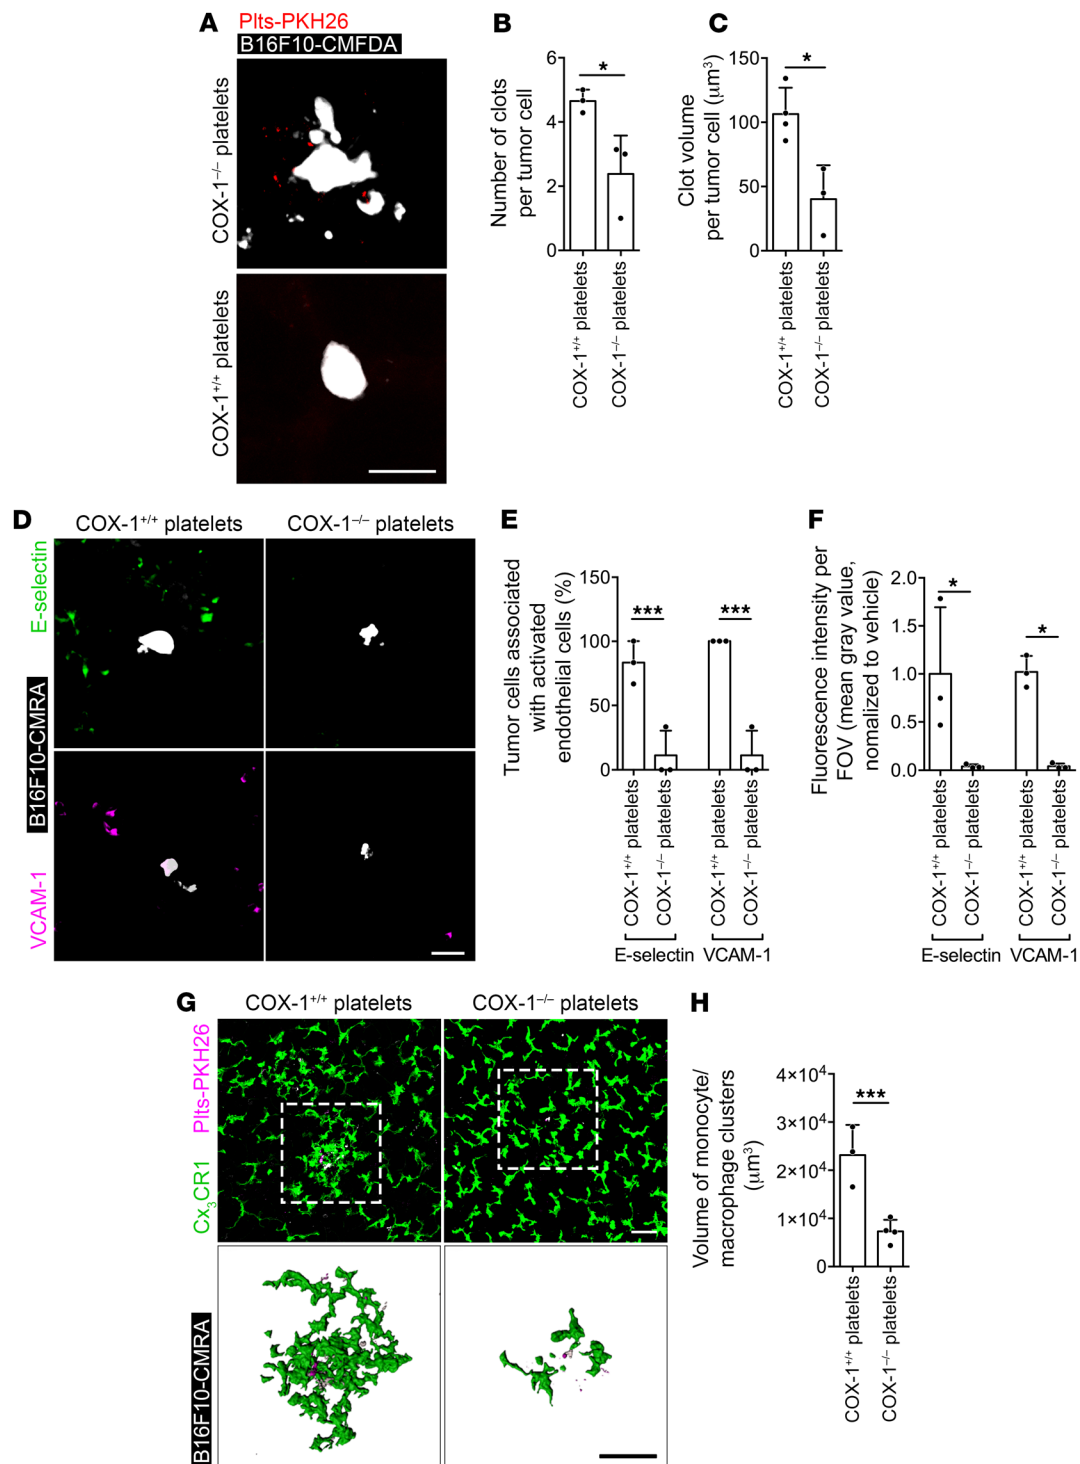 A
Plts-PKH26
B16F10-CMFDA
COX-1–/– platelets
COX-1+/+ platelets
B
Number of clots
per tumor cell
6
4
2
0
*
COX-1+/+ platelets
COX-1–/– platelets
C
Clot volume
per tumor cell (μm³)
150
100
50
0
*
COX-1+/+ platelets
COX-1–/– platelets
D
COX-1+/+ platelets
COX-1–/– platelets
E-selectin
B16F10-CMRA
VCAM-1
E
Tumor cells associated
with activated
endothelial cells (%)
150
100
50
0
***
***
COX-1+/+ platelets
COX-1–/– platelets
COX-1+/+ platelets
COX-1–/– platelets
E-selectin
VCAM-1
F
Fluorescence intensity per
FOV (mean gray value,
nomalized to vehicle)
2.0
1.5
1.0
0.5
0.0
*
*
COX-1+/+ platelets
COX-1–/– platelets
COX-1+/+ platelets
COX-1–/– platelets
E-selectin
VCAM-1
G
COX-1+/+ platelets
COX-1–/– platelets
Plts-PKH26
Cx₃CR1
B16F10-CMRA
H
Volume of monocyte/
macrophage clusters
(μm³)
4×10⁴
3×10⁴
2×10⁴
1×10⁴
0
***
COX-1+/+ platelets
COX-1–/– platelets